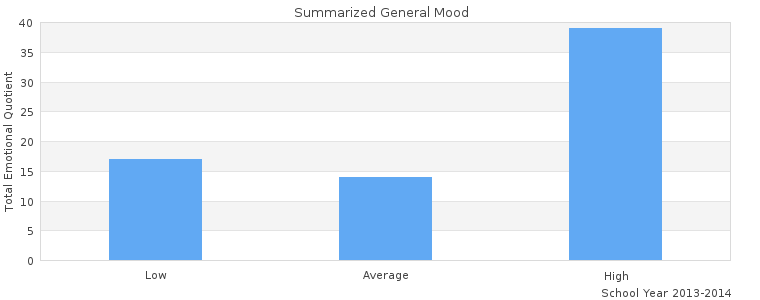 Summarized General Mood
Total Emotional Quotient
40
35
30
25
20
15
10
5
0
Low
Average
High
School Year 2013-2014